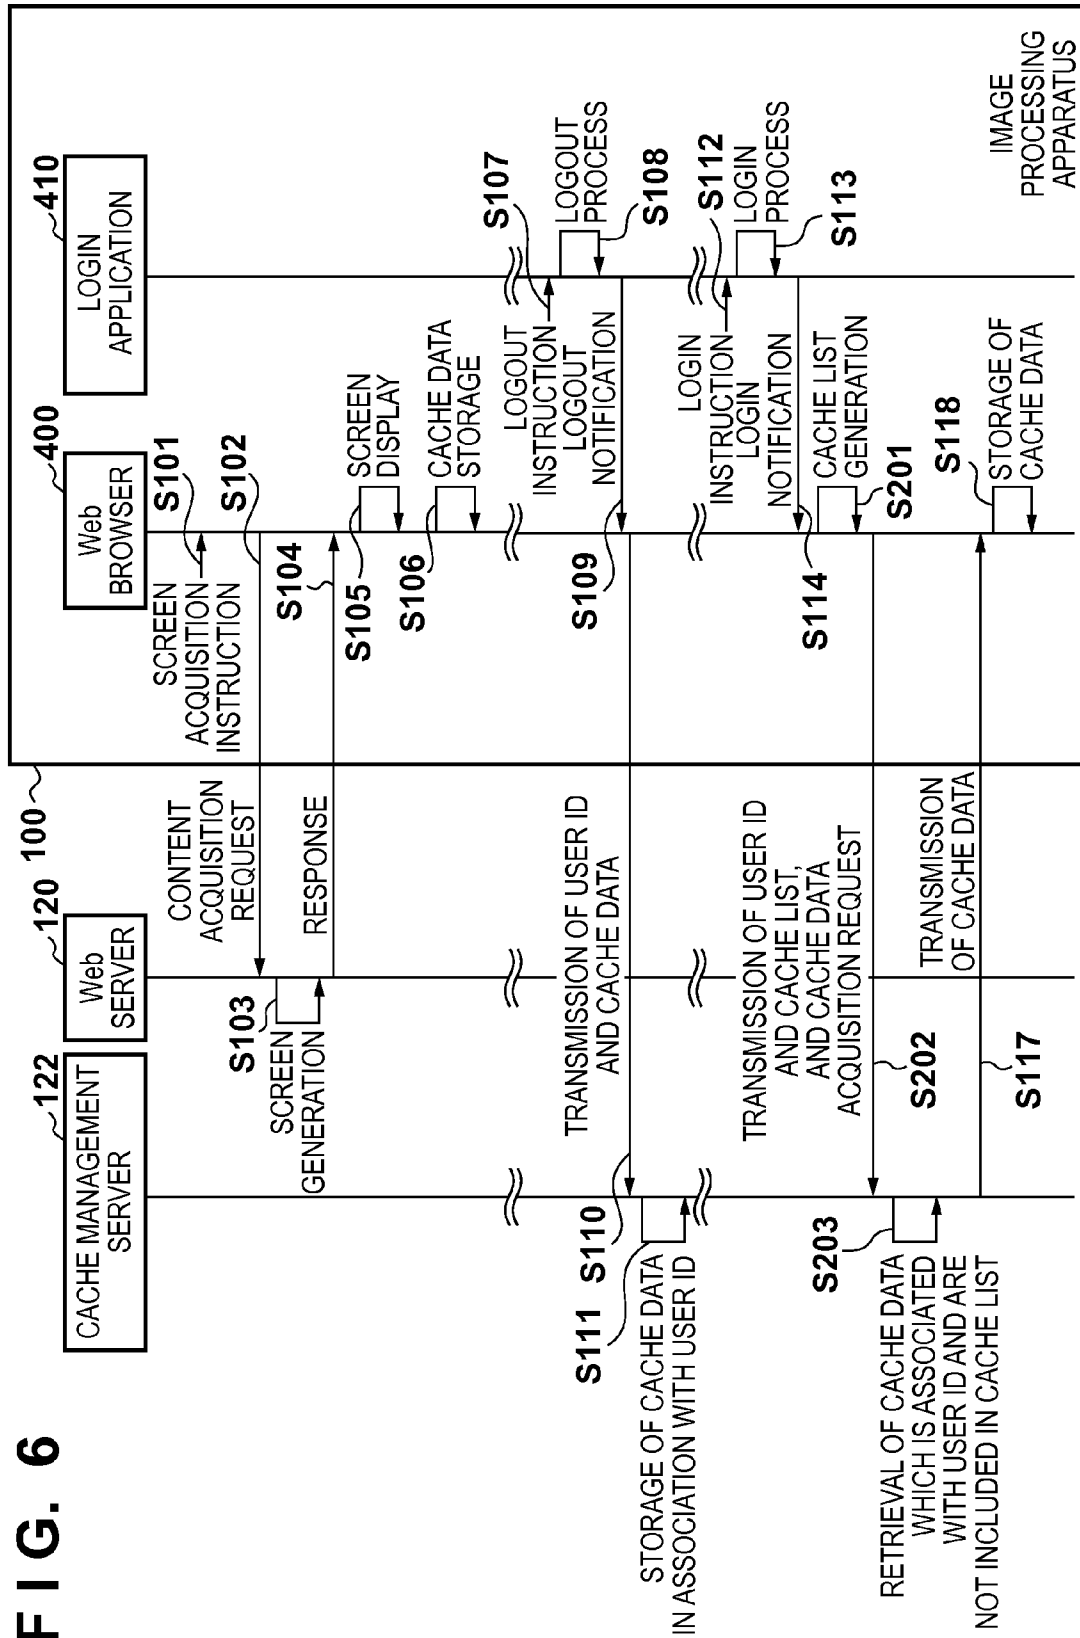 FIG. 6
CACHE MANAGEMENT
SERVER
122
Web
SERVER
120
100
Web
BROWSER
400
LOGIN
APPLICATION
410
SCREEN
ACQUISITION
INSTRUCTION
S101
S102
CONTENT
ACQUISITION
REQUEST
S103
SCREEN
GENERATION
S104
RESPONSE
S105
SCREEN
DISPLAY
S106
CACHE DATA
STORAGE
LOGOUT
INSTRUCTION
S107
LOGOUT
PROCESS
S108
LOGOUT
NOTIFICATION
S109
TRANSMISSION OF USER ID
AND CACHE DATA
S110
S111
STORAGE OF CACHE DATA
IN ASSOCIATION WITH USER ID
LOGIN
INSTRUCTION
S112
LOGIN
PROCESS
S113
LOGIN
NOTIFICATION
S114
CACHE LIST
GENERATION
S201
TRANSMISSION OF USER ID
AND CACHE LIST,
AND CACHE DATA
ACQUISITION REQUEST
S202
S203
RETRIEVAL OF CACHE DATA
WHICH IS ASSOCIATED
WITH USER ID AND ARE
NOT INCLUDED IN CACHE LIST
TRANSMISSION
OF CACHE DATA
S117
S118
STORAGE OF
CACHE DATA
IMAGE
PROCESSING
APPARATUS